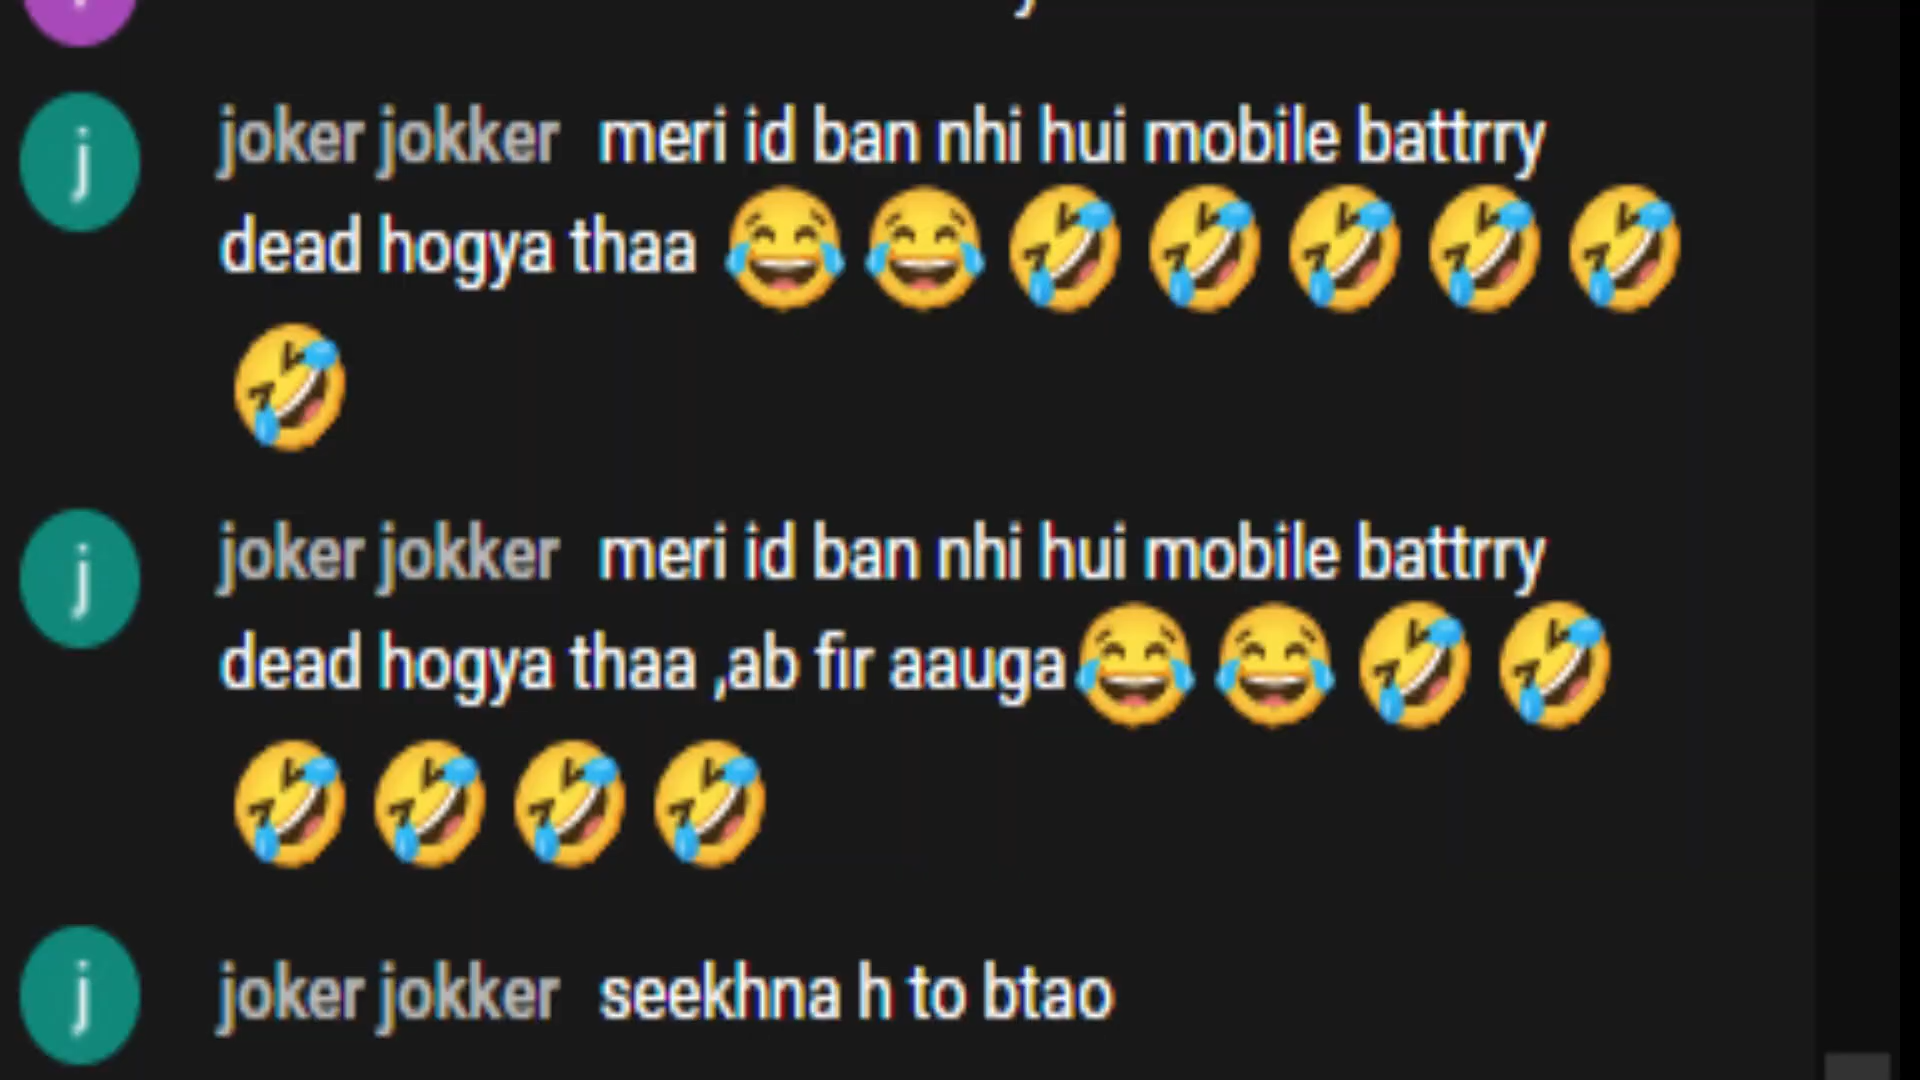 j
joker jokker meri id ban nhi hui mobile battrry
dead hogya thaa 😂😂🤣🤣🤣🤣🤣
🤣
j
joker jokker meri id ban nhi hui mobile battrry
dead hogya thaa ,ab fir aauga😂😂🤣🤣
🤣🤣🤣🤣
j
joker jokker seekhna h to btao